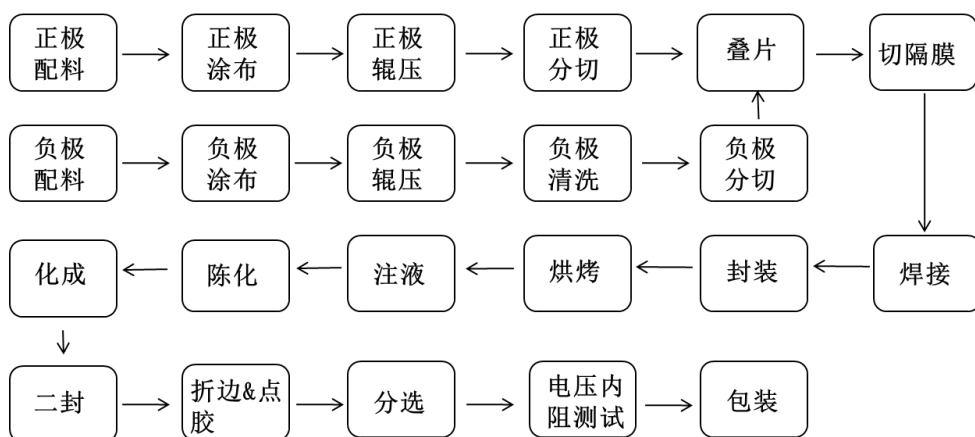 正极
配料
正极
涂布
正极
辊压
正极
分切
叠片
切隔膜
负极
配料
负极
涂布
负极
辊压
负极
清洗
负极
分切
化成
陈化
注液
烘烤
封装
焊接
二封
折边&点
胶
分选
电压内
阻测试
包装